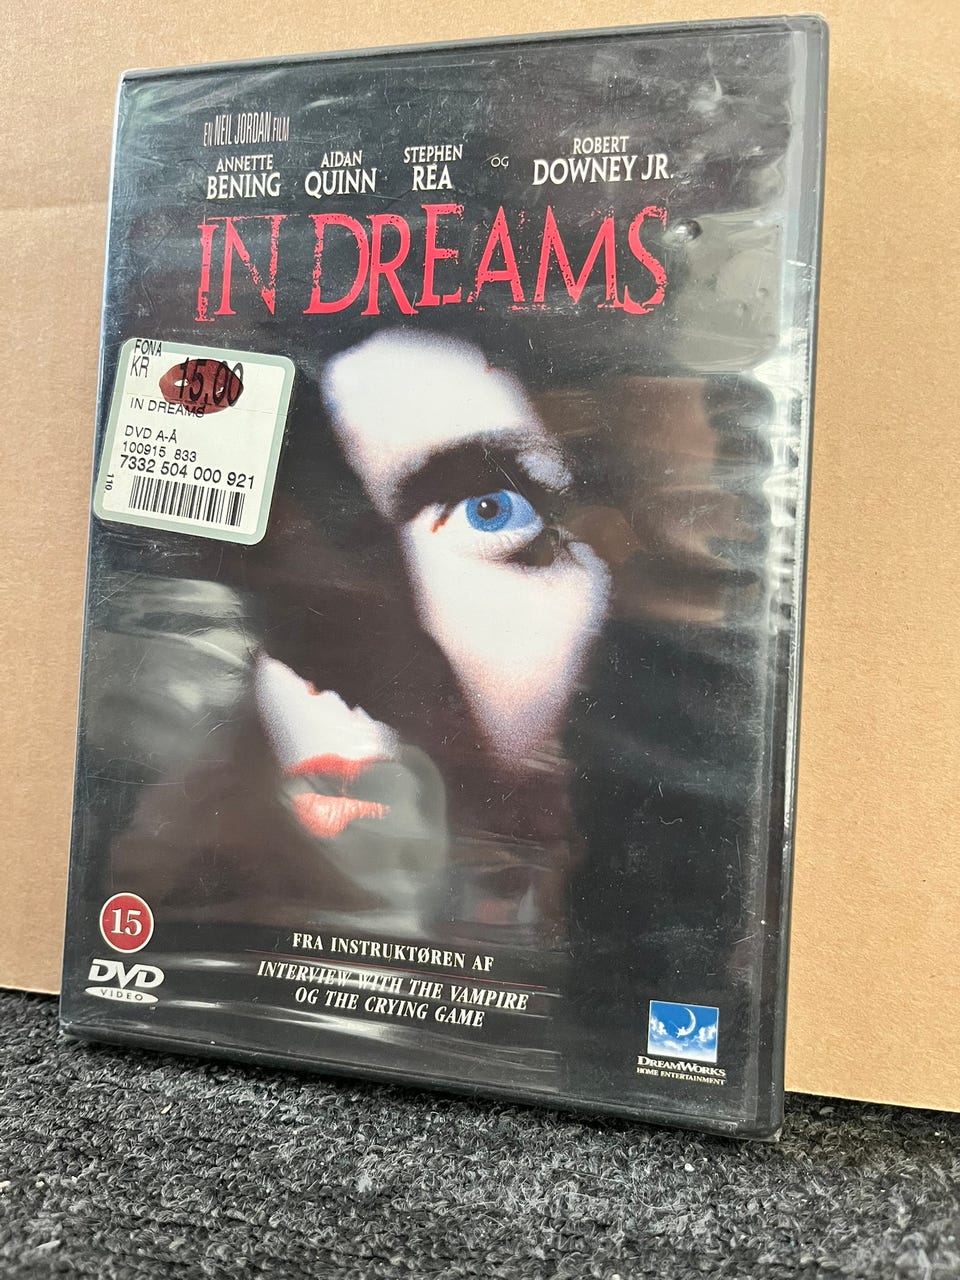 EN NEIL JORDAN FILM
ANNETTE BENING AIDAN QUINN STEPHEN REA OG ROBERT DOWNEY JR.
IN DREAMS
FONA
KR 15,00
IN DREAMS
DVD A-Å
100915 833
7332 504 000 921
110
15
DVD
VIDEO
FRA INSTRUKTØREN AF
INTERVIEW WITH THE VAMPIRE
OG THE CRYING GAME
DREAMWORKS
HOME ENTERTAINMENT